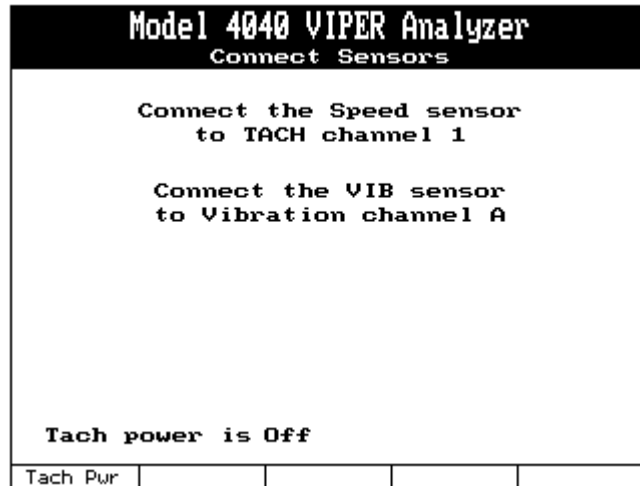 Model 4040 VIPER Analyzer
Connect Sensors
Connect the Speed sensor
to TACH channel 1
Connect the VIB sensor
to Vibration channel A
Tach power is Off
Tach Pwr